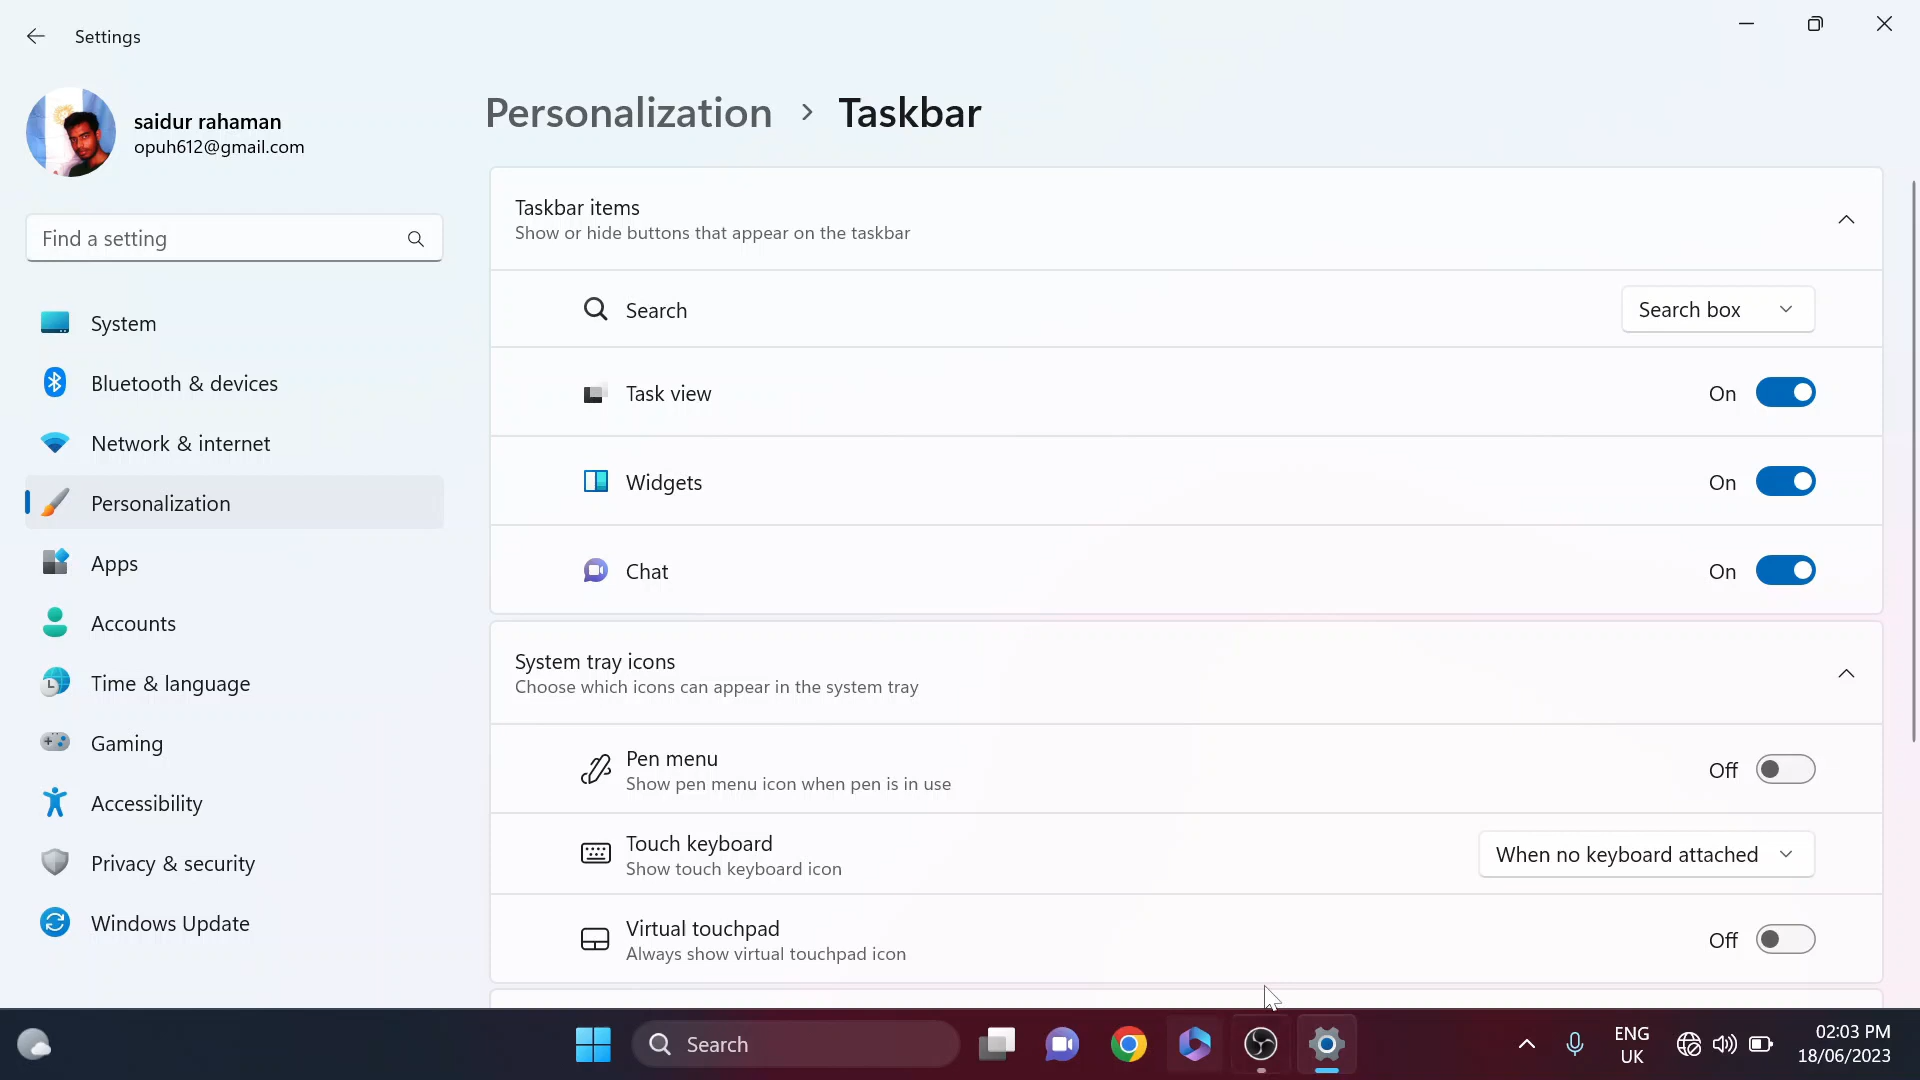 Settings
saidur rahaman
opuh612@gmail.com
Find a setting
System
Bluetooth & devices
Network & internet
Personalization
Apps
Accounts
Time & language
Gaming
Accessibility
Privacy & security
Windows Update
Personalization > Taskbar
Taskbar items
Show or hide buttons that appear on the taskbar
Search
Search box
Task view
On
Widgets
On
Chat
On
System tray icons
Choose which icons can appear in the system tray
Pen menu
Show pen menu icon when pen is in use
Off
Touch keyboard
Show touch keyboard icon
When no keyboard attached
Virtual touchpad
Always show virtual touchpad icon
Off
Search
ENG
UK
02:03 PM
18/06/2023